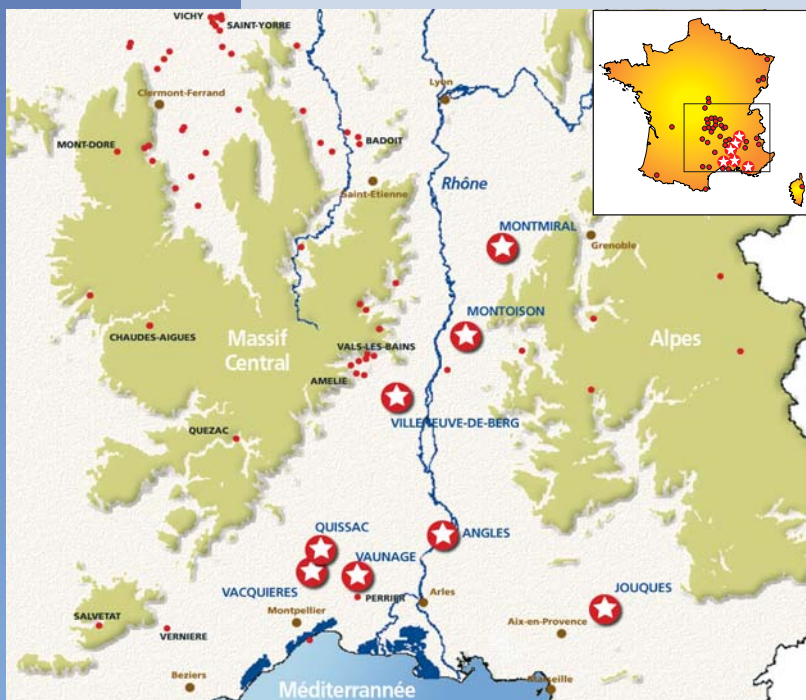 VICHY
SAINT-YORRE
Clermont-Ferrand
Lyon
MONT-DORE
BADOIT
Saint-Etienne
Rhône
MONTMIRAL
Grenoble
MONTOISON
CHAUDES-AIGUES
Massif
Central
VALS-LES-BAINS
Alpes
AMELIE
VILLENEUVE-DE-BERG
QUEZAC
QUISSAC
ANGLES
VAUNAGE
VACQUIERES
PERRIER
Arles
JOUQUES
SALVETAT
Montpellier
VERNIERE
Aix-en-Provence
Beziers
Marseille
Méditerrannée